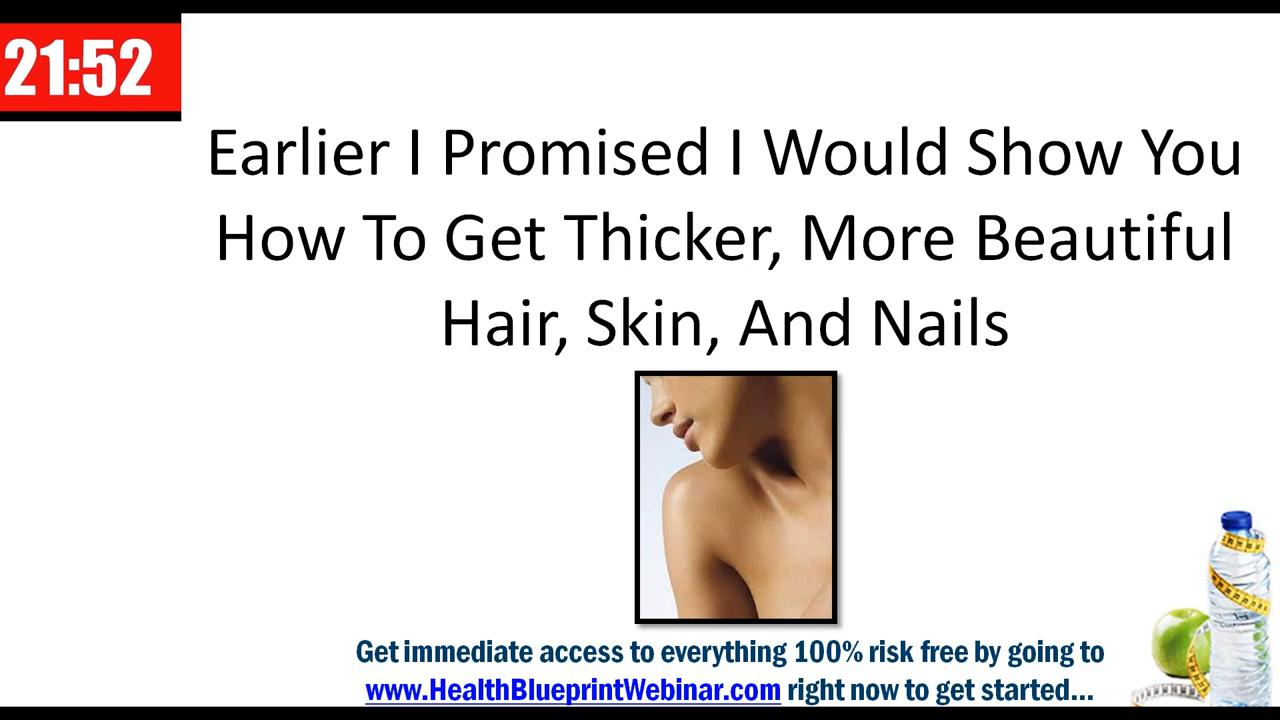 21:52
Earlier I Promised I Would Show You
How To Get Thicker, More Beautiful
Hair, Skin, And Nails
Get immediate access to everything 100% risk free by going to
www.HealthBlueprintWebinar.com right now to get started...